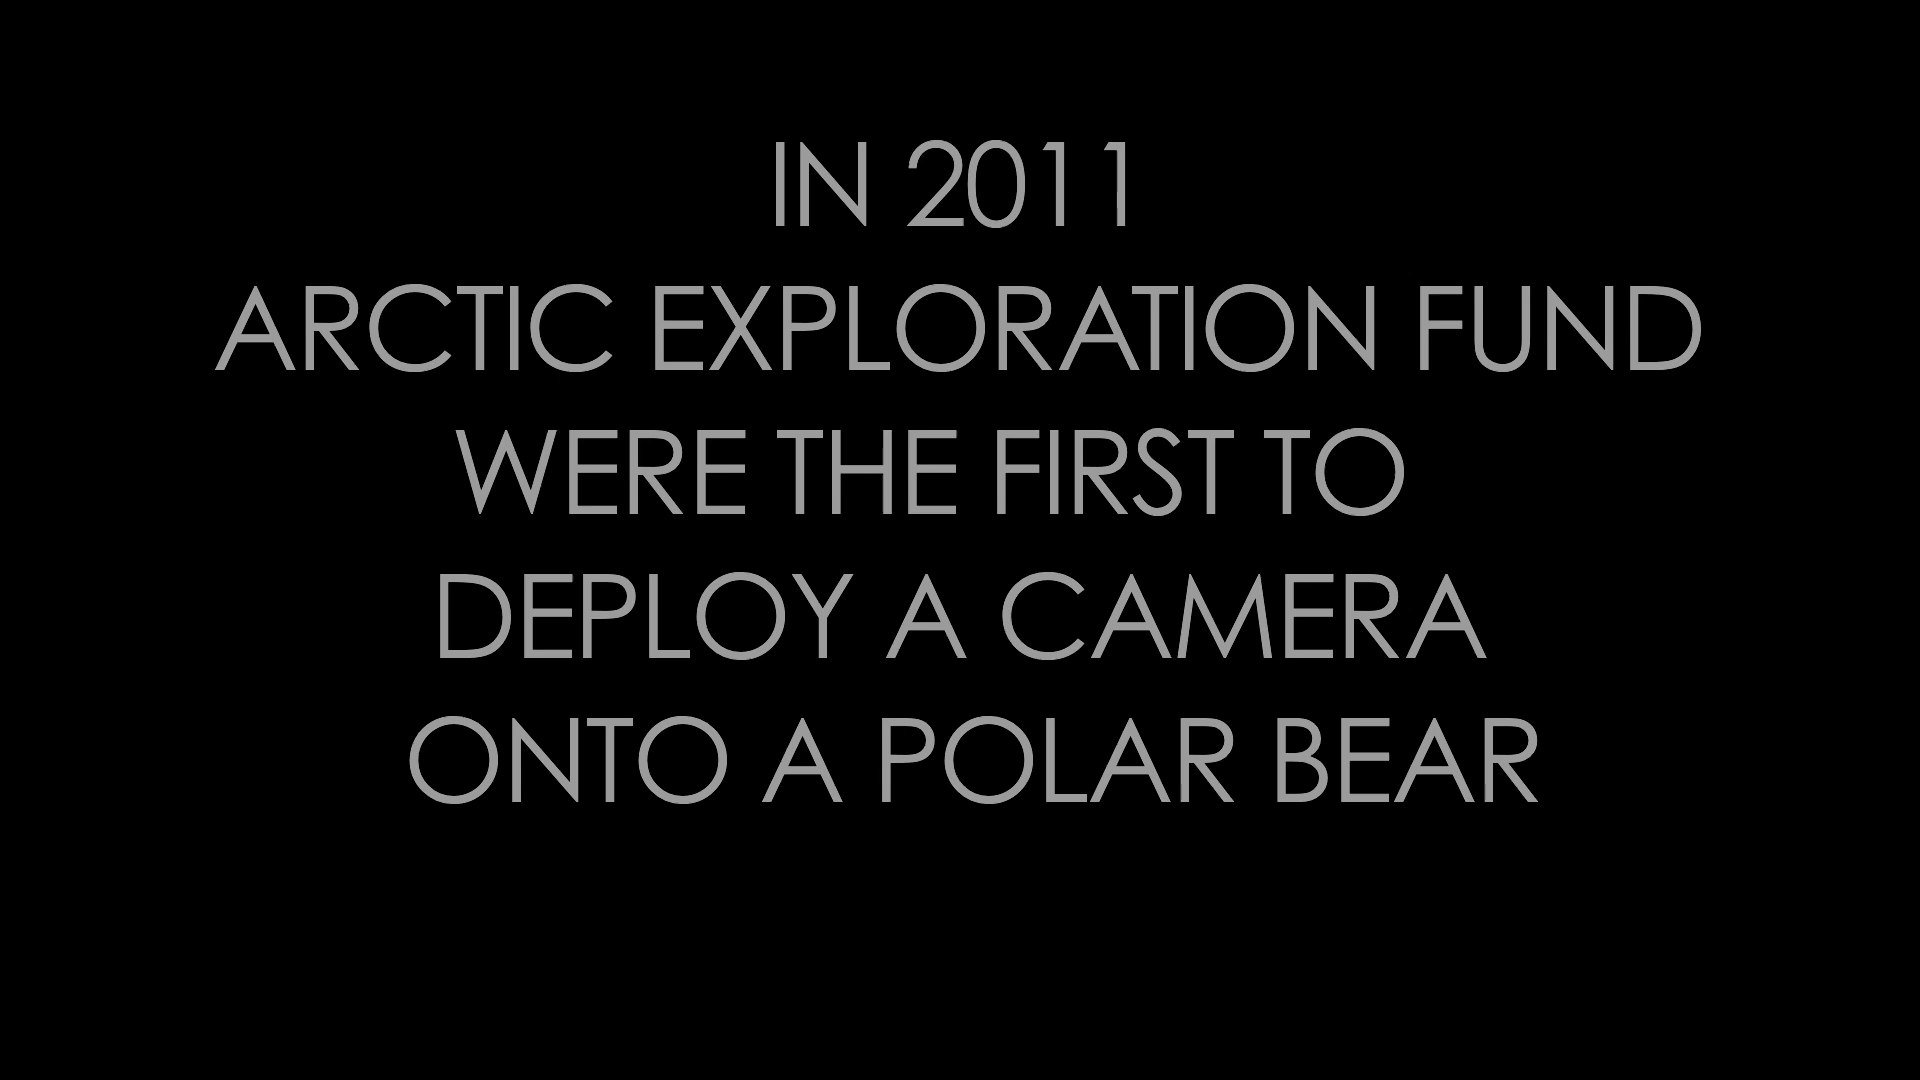 IN 2011
ARCTIC EXPLORATION FUND
WERE THE FIRST TO
DEPLOY A CAMERA
ONTO A POLAR BEAR